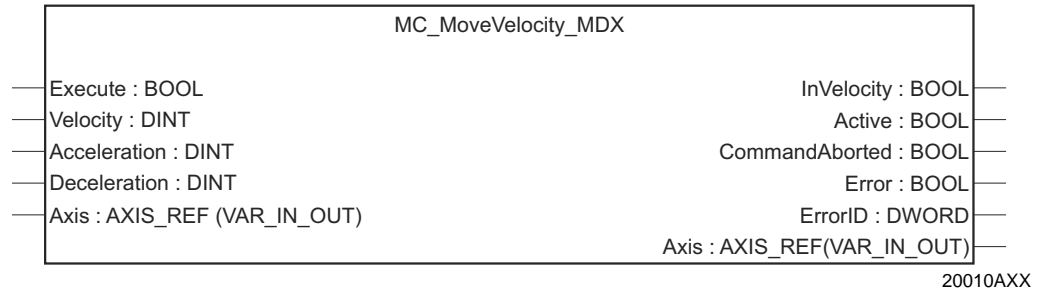 MC_MoveVelocity_MDX
Execute : BOOL
Velocity : DINT
Acceleration : DINT
Deceleration : DINT
Axis : AXIS_REF (VAR_IN_OUT)
InVelocity : BOOL
Active : BOOL
CommandAborted : BOOL
Error : BOOL
ErrorID : DWORD
Axis : AXIS_REF(VAR_IN_OUT)
20010AXX